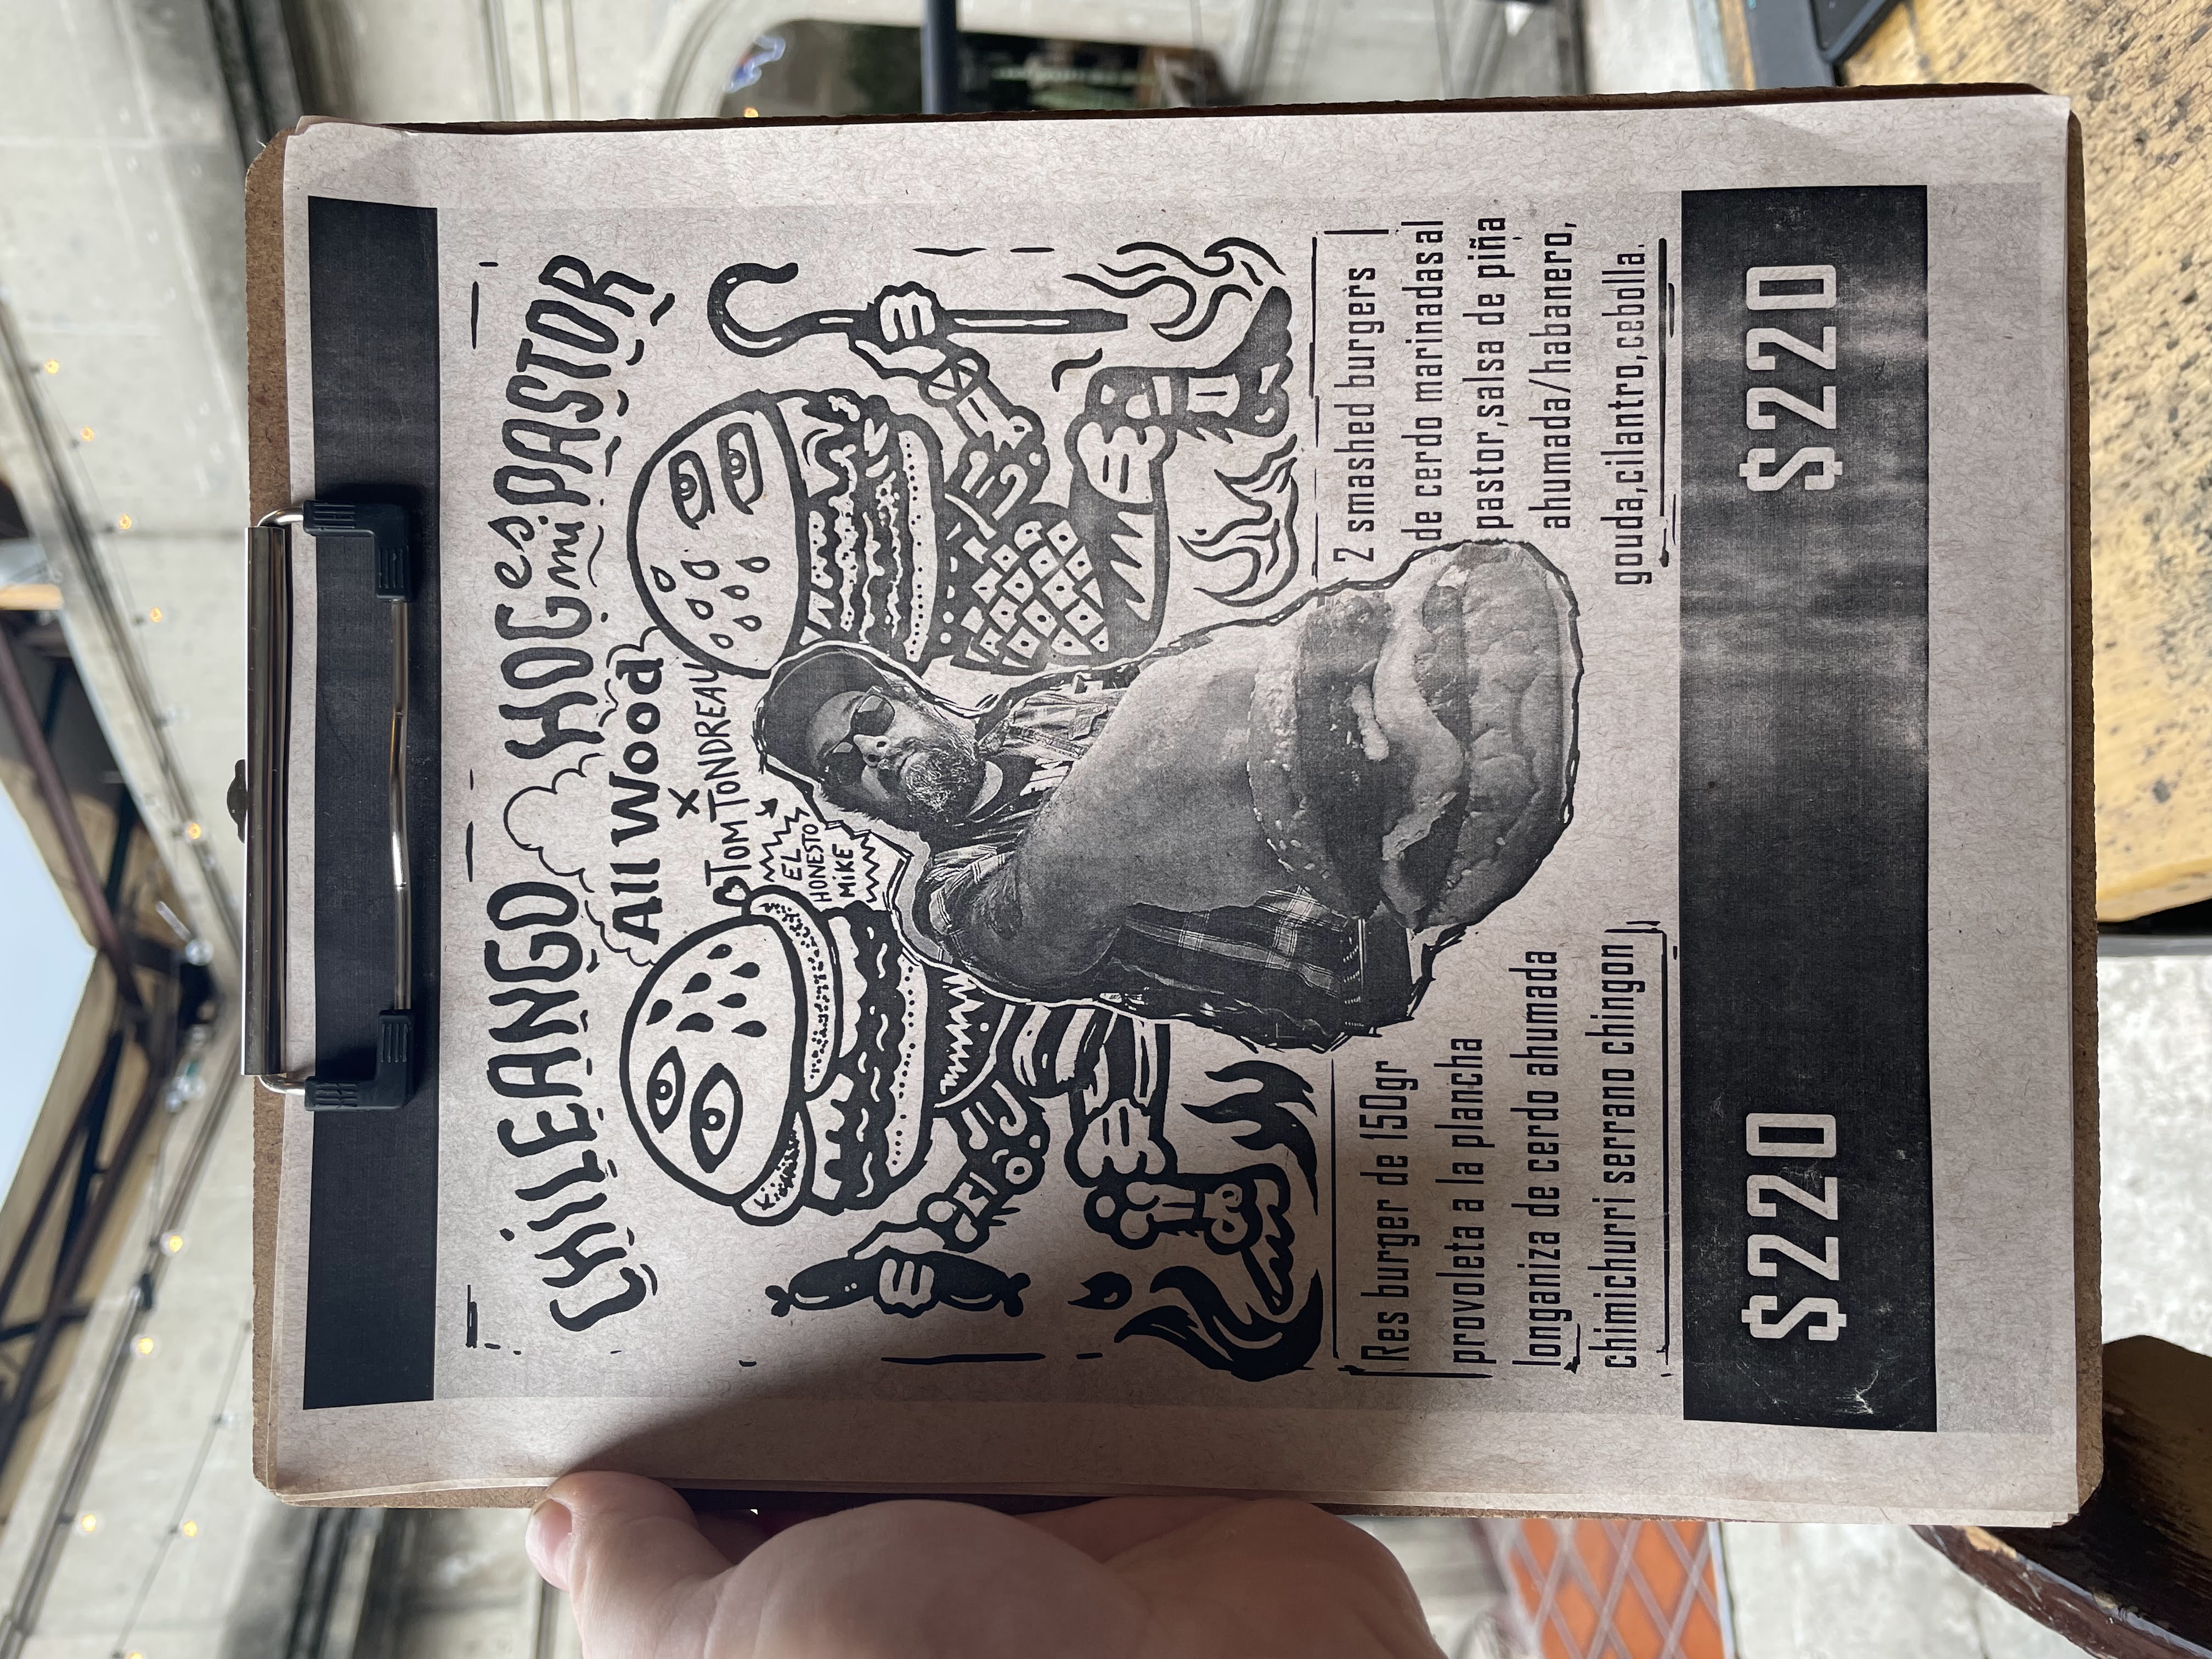 CHiLEANGO
HOG es mi PASTOR
All Wood
x
TOM TONDREAU
EL
HONESTO
MiKE
Res burger de 150gr
provoleta a la plancha
longaniza de cerdo ahumada
chimichurri serrano chingon
2 smashed burgers
de cerdo marinadas al
pastor,salsa de piña
ahumada/habanero,
gouda,cilantro,cebolla.
$220
$220